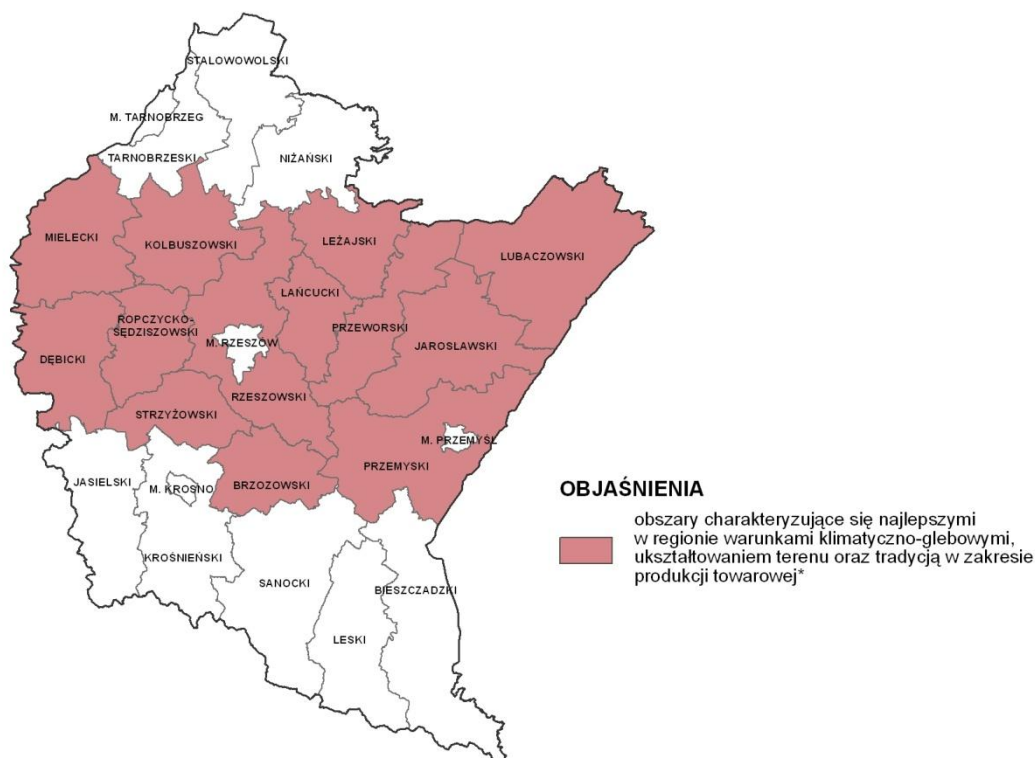 STALOWOWOLSKI
M. TARNOBRZEG
TARNOBRZESKI
NIŻAŃSKI
MIELECKI
KOLBUSZOWSKI
LEŻAJSKI
LUBACZOWSKI
ŁAŃCUCKI
ROPCZYCKO-
SĘDZISZOWSKI
PRZEWORSKI
M. RZESZÓW
JAROSŁAWSKI
DĘBICKI
RZESZOWSKI
STRZYŻOWSKI
M. PRZEMYŚL
PRZEMYSKI
JASIELSKI
M. KROSNO
BRZOZOWSKI
KROŚNIEŃSKI
SANOCKI
BIESZCZADZKI
LESKI
OBJAŚNIENIA
obszary charakteryzujące się najlepszymi
w regionie warunkami klimatyczno-glebowymi,
ukształtowaniem terenu oraz tradycją w zakresie
produkcji towarowej*